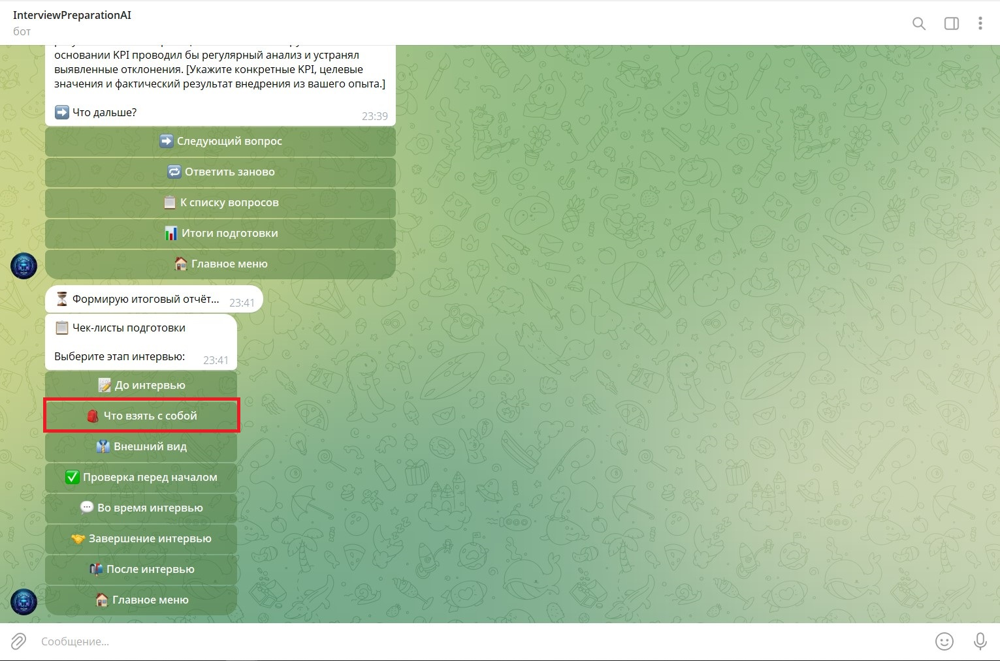 InterviewPreparationAI
бот
основании KPI проводил бы регулярный анализ и устранял
выявленные отклонения. [Укажите конкретные KPI, целевые
значения и фактический результат внедрения из вашего опыта.]
Что дальше?
23:39
Следующий вопрос
Ответить заново
К списку вопросов
Итоги подготовки
Главное меню
Формирую итоговый отчёт... 23:41
Чек-листы подготовки
Выберите этап интервью: 23:41
До интервью
Что взять с собой
Внешний вид
Проверка перед началом
Во время интервью
Завершение интервью
После интервью
Главное меню
Сообщение...